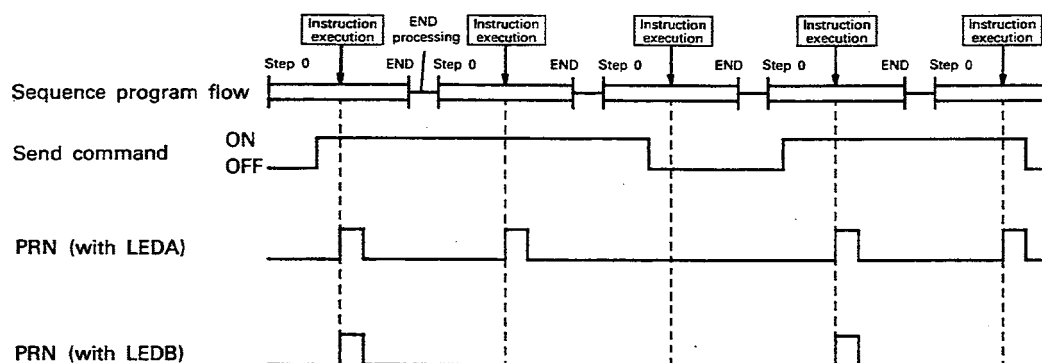 Instruction execution
END processing
Instruction execution
Instruction execution
Instruction execution
Instruction execution
Step 0 END Step 0 END Step 0 END Step 0 END Step 0
Sequence program flow
Send command ON
OFF
PRN (with LEDA)
PRN (with LEDB)